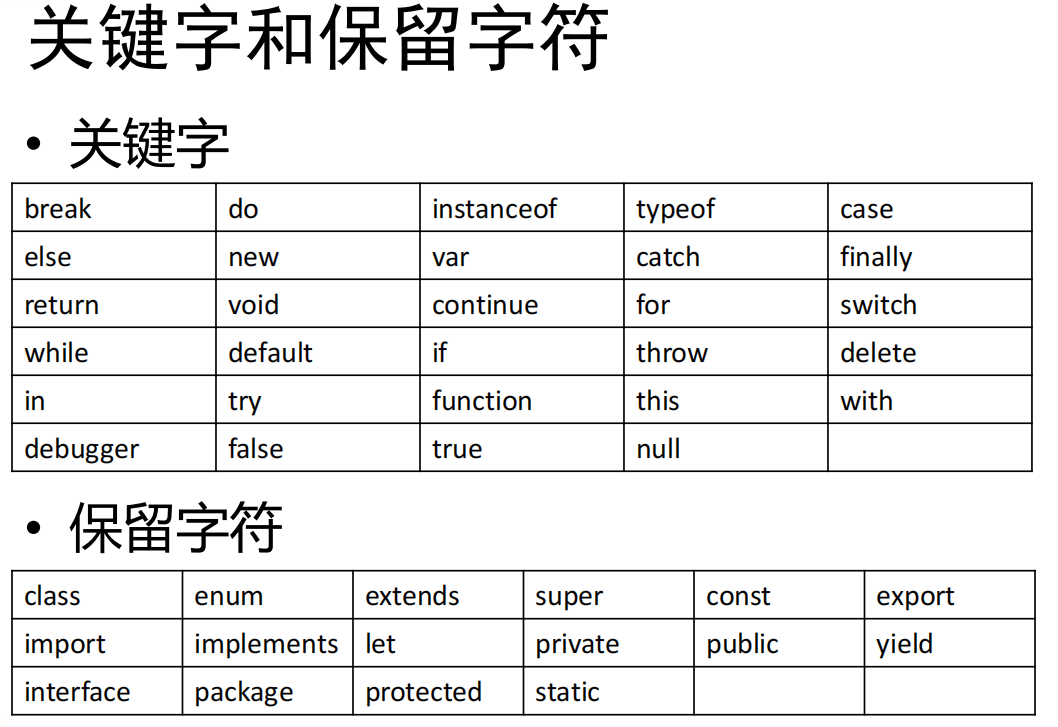 关键字和保留字符
• 关键字
break do instanceof typeof case
else new var catch finally
return void continue for switch
while default if throw delete
in try function this with
debugger false true null
• 保留字符
class enum extends super const export
import implements let private public yield
interface package protected static